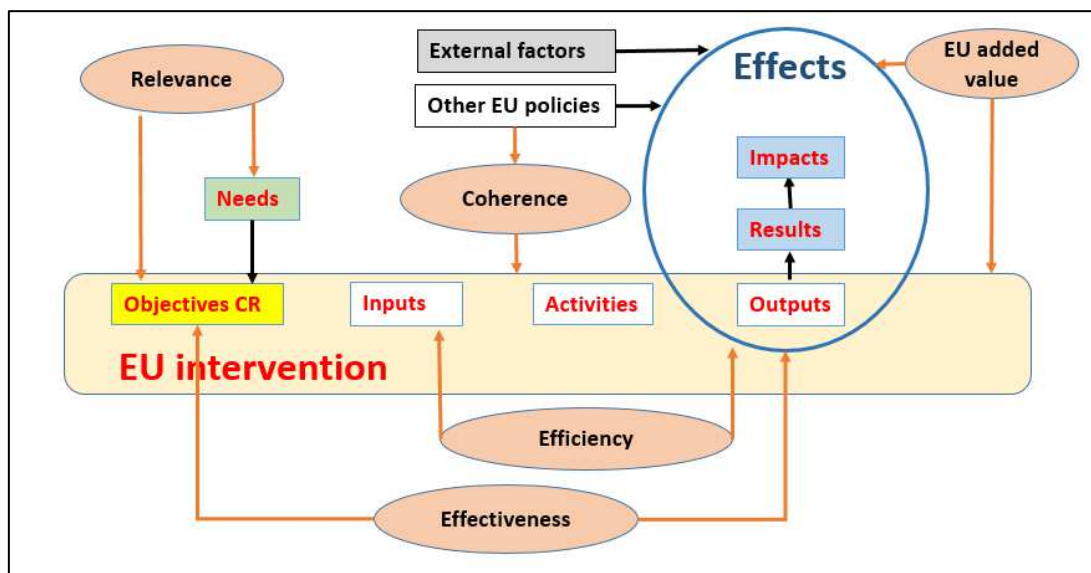 External factors
Effects
EU added
value
Relevance
Other EU policies
Impacts
Needs
Coherence
Results
Objectives CR
Inputs
Activities
Outputs
EU intervention
Efficiency
Effectiveness